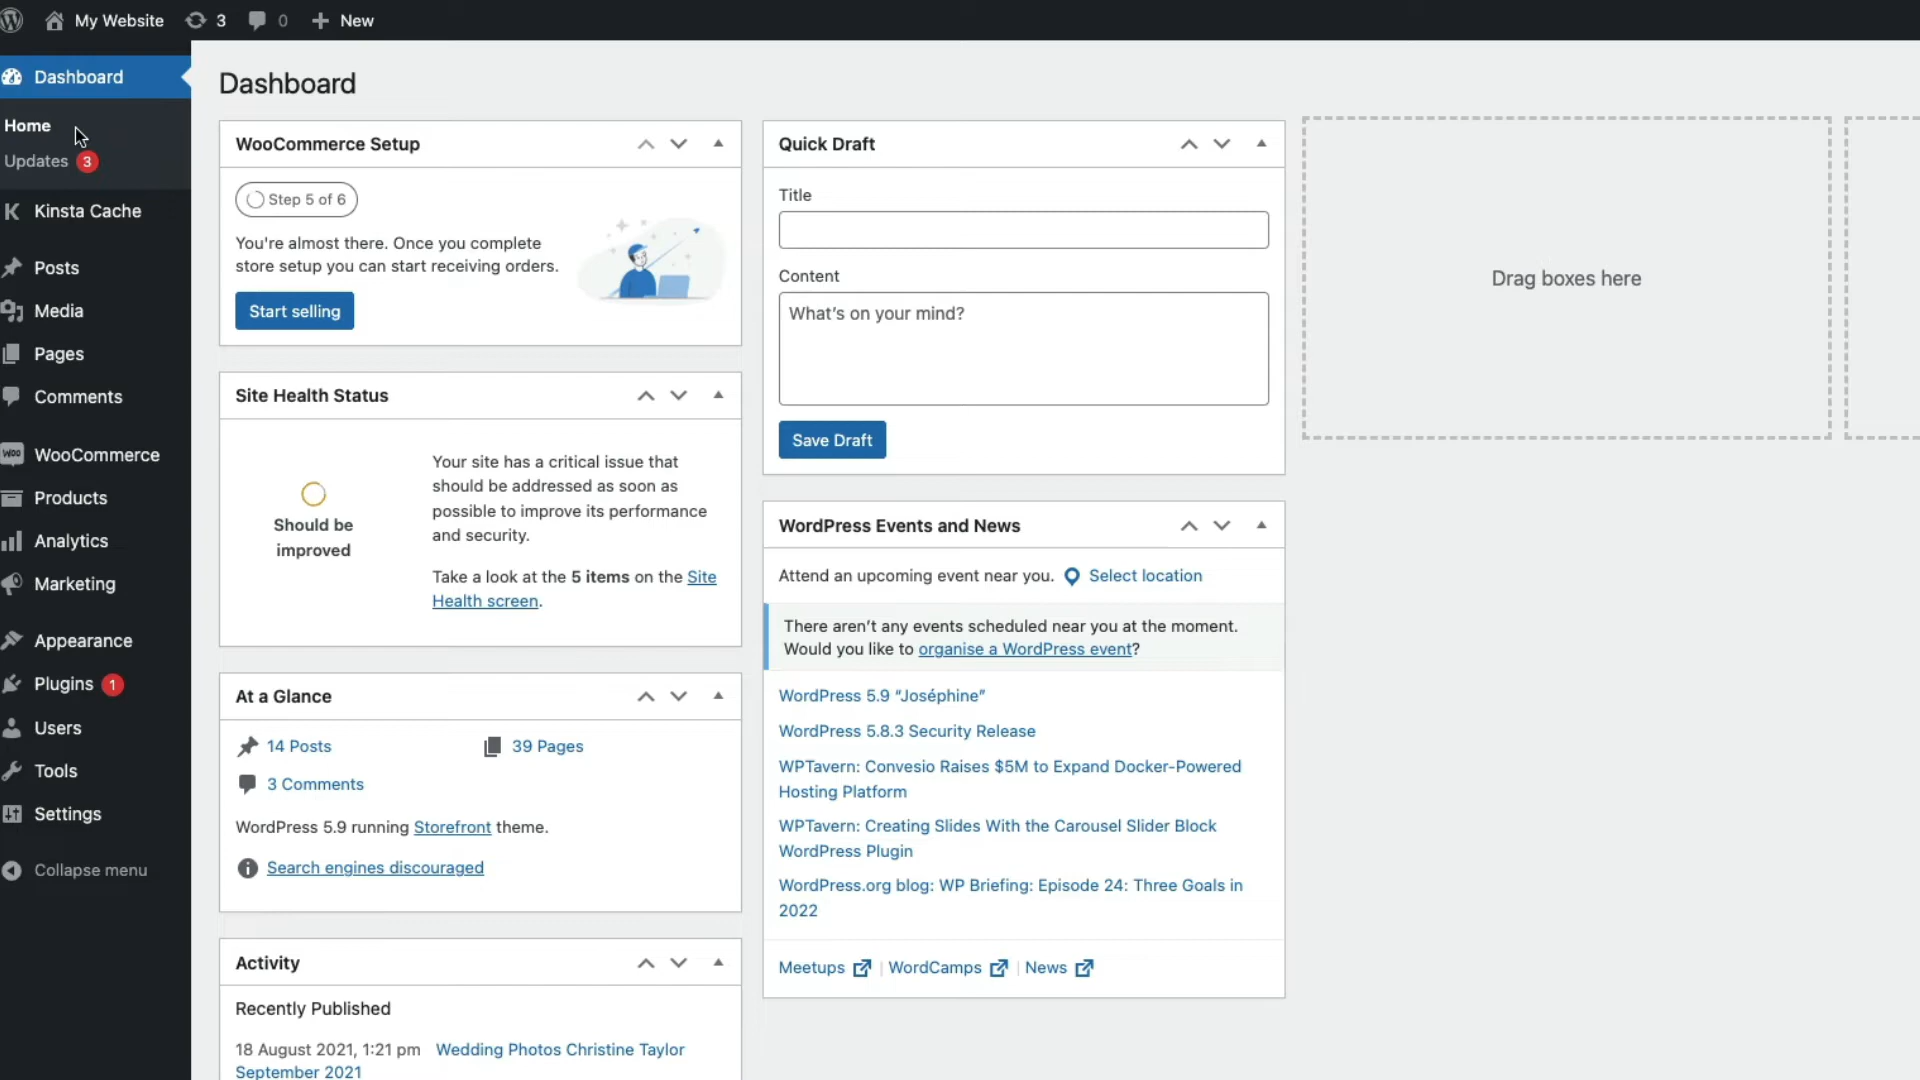 My Website 3 0 New
Dashboard
Home
Updates 3
Kinsta Cache
Posts
Media
Pages
Comments
WooCommerce
Products
Analytics
Marketing
Appearance
Plugins 1
Users
Tools
Settings
Collapse menu
Dashboard
WooCommerce Setup
Step 5 of 6
You're almost there. Once you complete
store setup you can start receiving orders.
Start selling
Site Health Status
Should be
improved
Your site has a critical issue that
should be addressed as soon as
possible to improve its performance
and security.
Take a look at the 5 items on the Site
Health screen.
At a Glance
14 Posts
39 Pages
3 Comments
WordPress 5.9 running Storefront theme.
Search engines discouraged
Activity
Recently Published
18 August 2021, 1:21 pm Wedding Photos Christine Taylor
September 2021
Quick Draft
Title
Content
What's on your mind?
Save Draft
WordPress Events and News
Attend an upcoming event near you. Select location
There aren't any events scheduled near you at the moment.
Would you like to organise a WordPress event?
WordPress 5.9 “Joséphine”
WordPress 5.8.3 Security Release
WPTavern: Convesio Raises $5M to Expand Docker-Powered
Hosting Platform
WPTavern: Creating Slides With the Carousel Slider Block
WordPress Plugin
WordPress.org blog: WP Briefing: Episode 24: Three Goals in
2022
Meetups | WordCamps | News
Drag boxes here